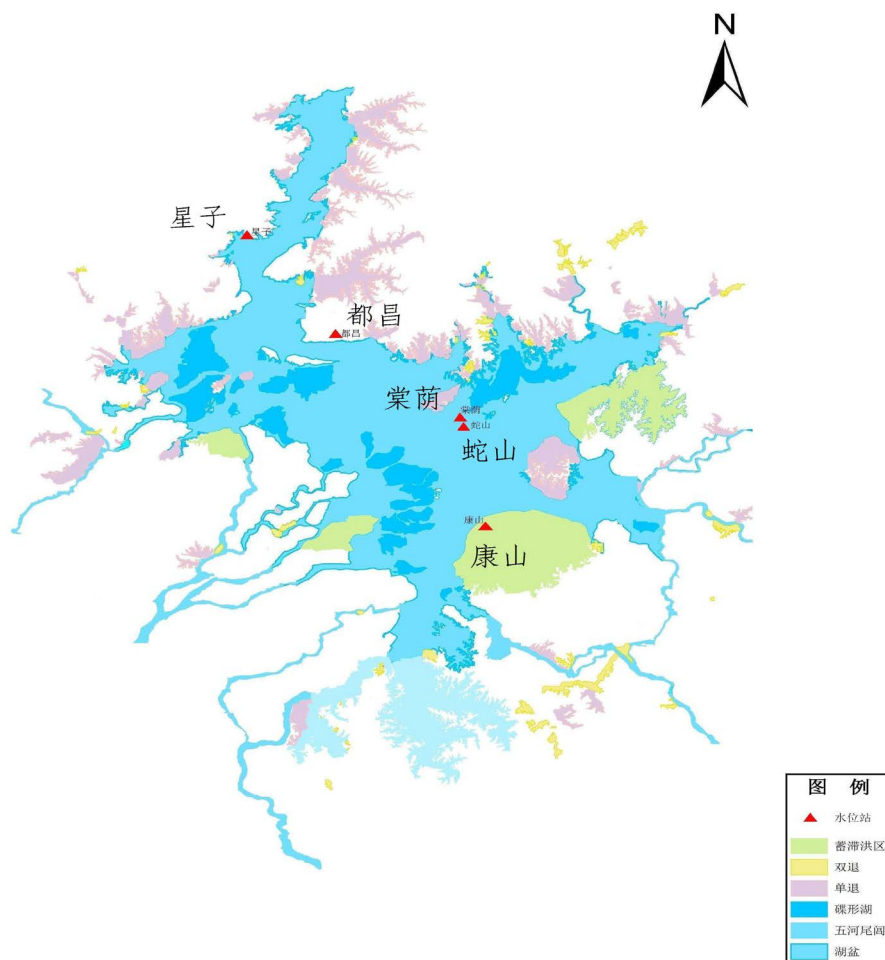 N
星子
星子
都昌
都昌
棠荫
棠荫
蛇山
蛇山
康山
康山
图 例
水位站
蓄滞洪区
双退
单退
碟形湖
五河尾闾
湖盆